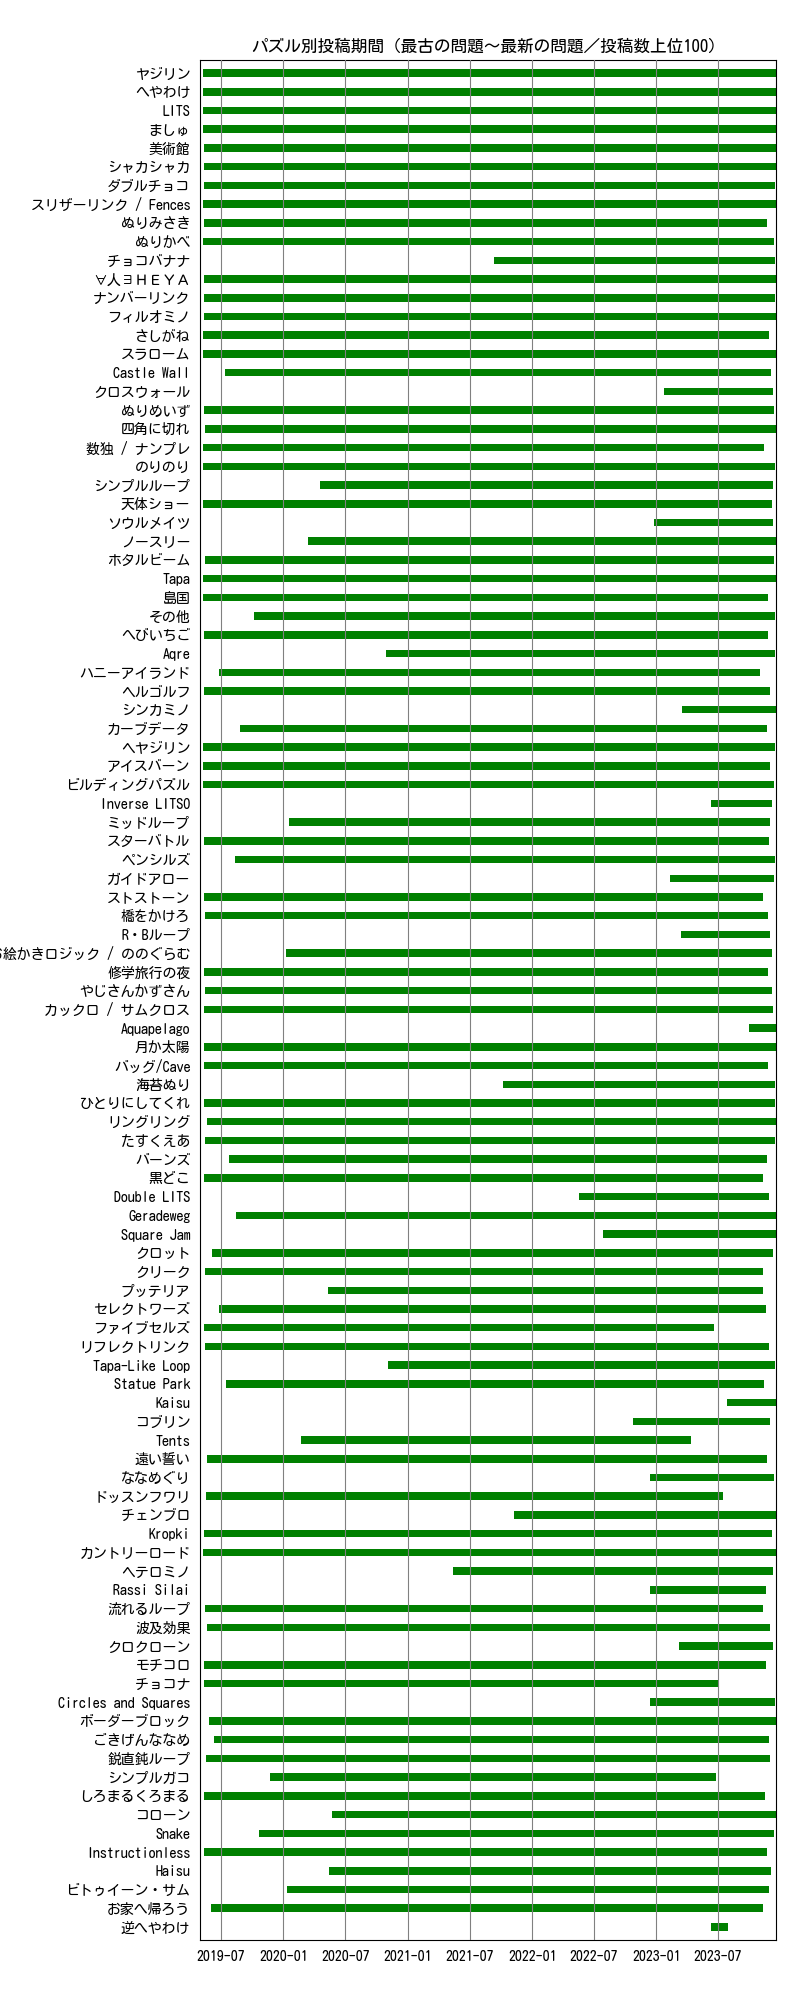 パズル別投稿期間（最古の問題～最新の問題／投稿数上位100）
ヤジリン
へやわけ
LITS
ましゅ
美術館
シャカシャカ
ダブルチョコ
スリザーリンク / Fences
ぬりみさき
ぬりかべ
チョコバナナ
∀人∃ＨＥＹＡ
ナンバーリンク
フィルオミノ
さしがね
スラローム
Castle Wall
クロスウォール
ぬりめいず
四角に切れ
数独 / ナンプレ
のりのり
シンプルループ
天体ショー
ソウルメイツ
ノースリー
ホタルビーム
Tapa
島国
その他
へびいちご
Aqre
ハニーアイランド
ヘルゴルフ
シンカミノ
カーブデータ
ヘヤジリン
アイスバーン
ビルディングパズル
Inverse LITSO
ミッドループ
スターバトル
ペンシルズ
ガイドアロー
ストストーン
橋をかけろ
R・Bループ
絵かきロジック / ののぐらむ
修学旅行の夜
やじさんかずさん
カックロ / サムクロス
Aquapelago
月か太陽
バッグ/Cave
海苔ぬり
ひとりにしてくれ
リングリング
たすくえあ
バーンズ
黒どこ
Double LITS
Geradeweg
Square Jam
クロット
クリーク
プッテリア
セレクトワーズ
ファイブセルズ
リフレクトリンク
Tapa-Like Loop
Statue Park
Kaisu
コブリン
Tents
遠い誓い
ななめぐり
ドッスンフワリ
チェンブロ
Kropki
カントリーロード
ヘテロミノ
Rassi Silai
流れるループ
波及効果
クロクローン
モチコロ
チョコナ
Circles and Squares
ボーダーブロック
ごきげんななめ
鋭直鈍ループ
シンプルガコ
しろまるくろまる
コローン
Snake
Instructionless
Haisu
ビトゥイーン・サム
お家へ帰ろう
逆へやわけ
2019-07 2020-01 2020-07 2021-01 2021-07 2022-01 2022-07 2023-01 2023-07